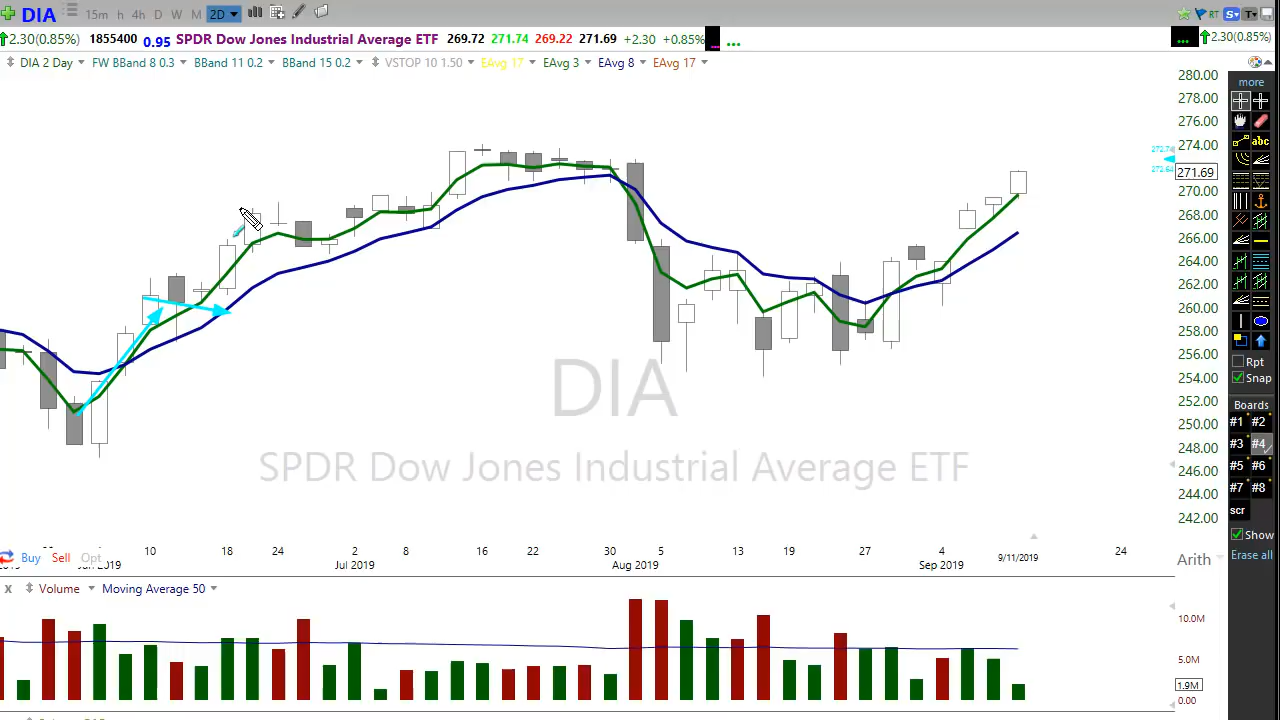 DIA 15m h 4h D W M 2D RT S T
2.30(0.85%) 1855400 0.95 SPDR Dow Jones Industrial Average ETF 269.72 271.74 269.22 271.69 +2.30 +0.85% ... ... 2.30(0.85%)
DIA 2 Day FW BBand 8 0.3 BBand 11 0.2 BBand 15 0.2 VSTOP 10 1.50 EAvg 17 EAvg 3 EAvg 8 EAvg 17
280.00
278.00
276.00
274.00
271.69
270.00
268.00
266.00
264.00
262.00
260.00
258.00
256.00
254.00
252.00
250.00
248.00
246.00
244.00
242.00
more
abc
Rpt
Snap
Boards
#1 #2
#3 #4
#5 #6
#7 #8
scr
Show
Erase all
DIA
SPDR Dow Jones Industrial Average ETF
Buy Sell Opt
10 18 24 2 8 16 22 30 5 13 19 27 4 9/11/2019 24
2019 Jul 2019 Aug 2019 Sep 2019
Arith
X Volume Moving Average 50
10.0M
5.0M
1.9M
0.00